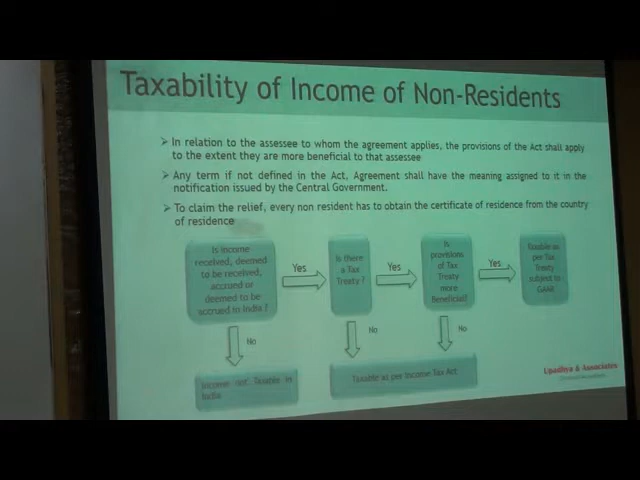 Taxability of Income of Non-Residents
➢ In relation to the assessee to whom the agreement applies, the provisions of the Act shall apply
to the extent they are more beneficial to that assessee
➢ Any term if not defined in the Act, Agreement shall have the meaning assigned to it in the
notification issued by the Central Government.
➢ To claim the relief, every non resident has to obtain the certificate of residence from the country
of residence
Is income
received, deemed
to be received,
accrued or
deemed to be
accrued to India ?
Yes
Is there
a Tax
Treaty ?
Yes
Is
provisions
of Tax
Treaty
more
Beneficial?
Yes
Taxable as
per Tax
Treaty
subject to
GAAR
No
No
No
Income not Taxable in
India
Taxable as per Income Tax Act
Upadhya & Associates